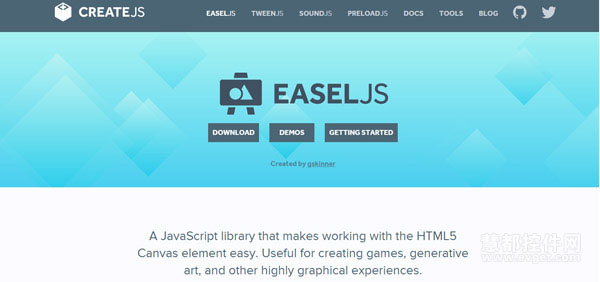 CREATEJS
EASELJS TWEENJS SOUNDJS PRELOADJS DOCS TOOLS BLOG
EASELJS
DOWNLOAD DEMOS GETTING STARTED
Created by gskinner
A JavaScript library that makes working with the HTML5
Canvas element easy. Useful for creating games, generative
art, and other highly graphical experiences.
慧都控件网
www.evget.com